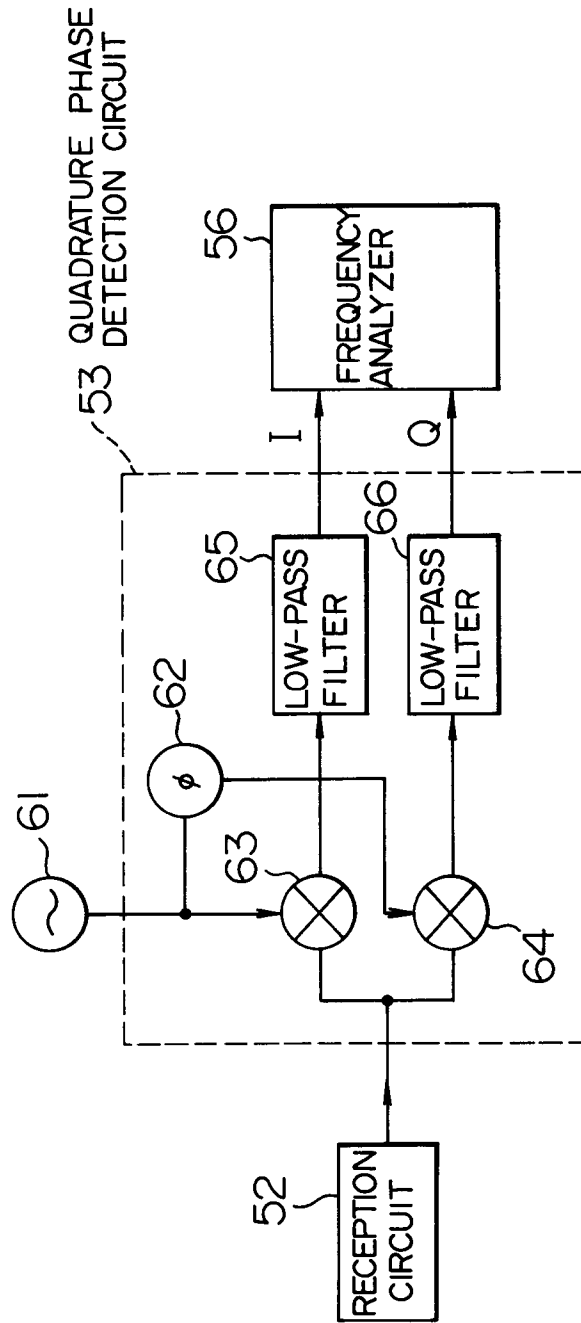 53 QUADRATURE PHASE
DETECTION CIRCUIT
61
62
ϕ
~
63
64
65
LOW-PASS
FILTER
66
LOW-PASS
FILTER
I
Q
56
FREQUENCY
ANALYZER
52
RECEPTION
CIRCUIT